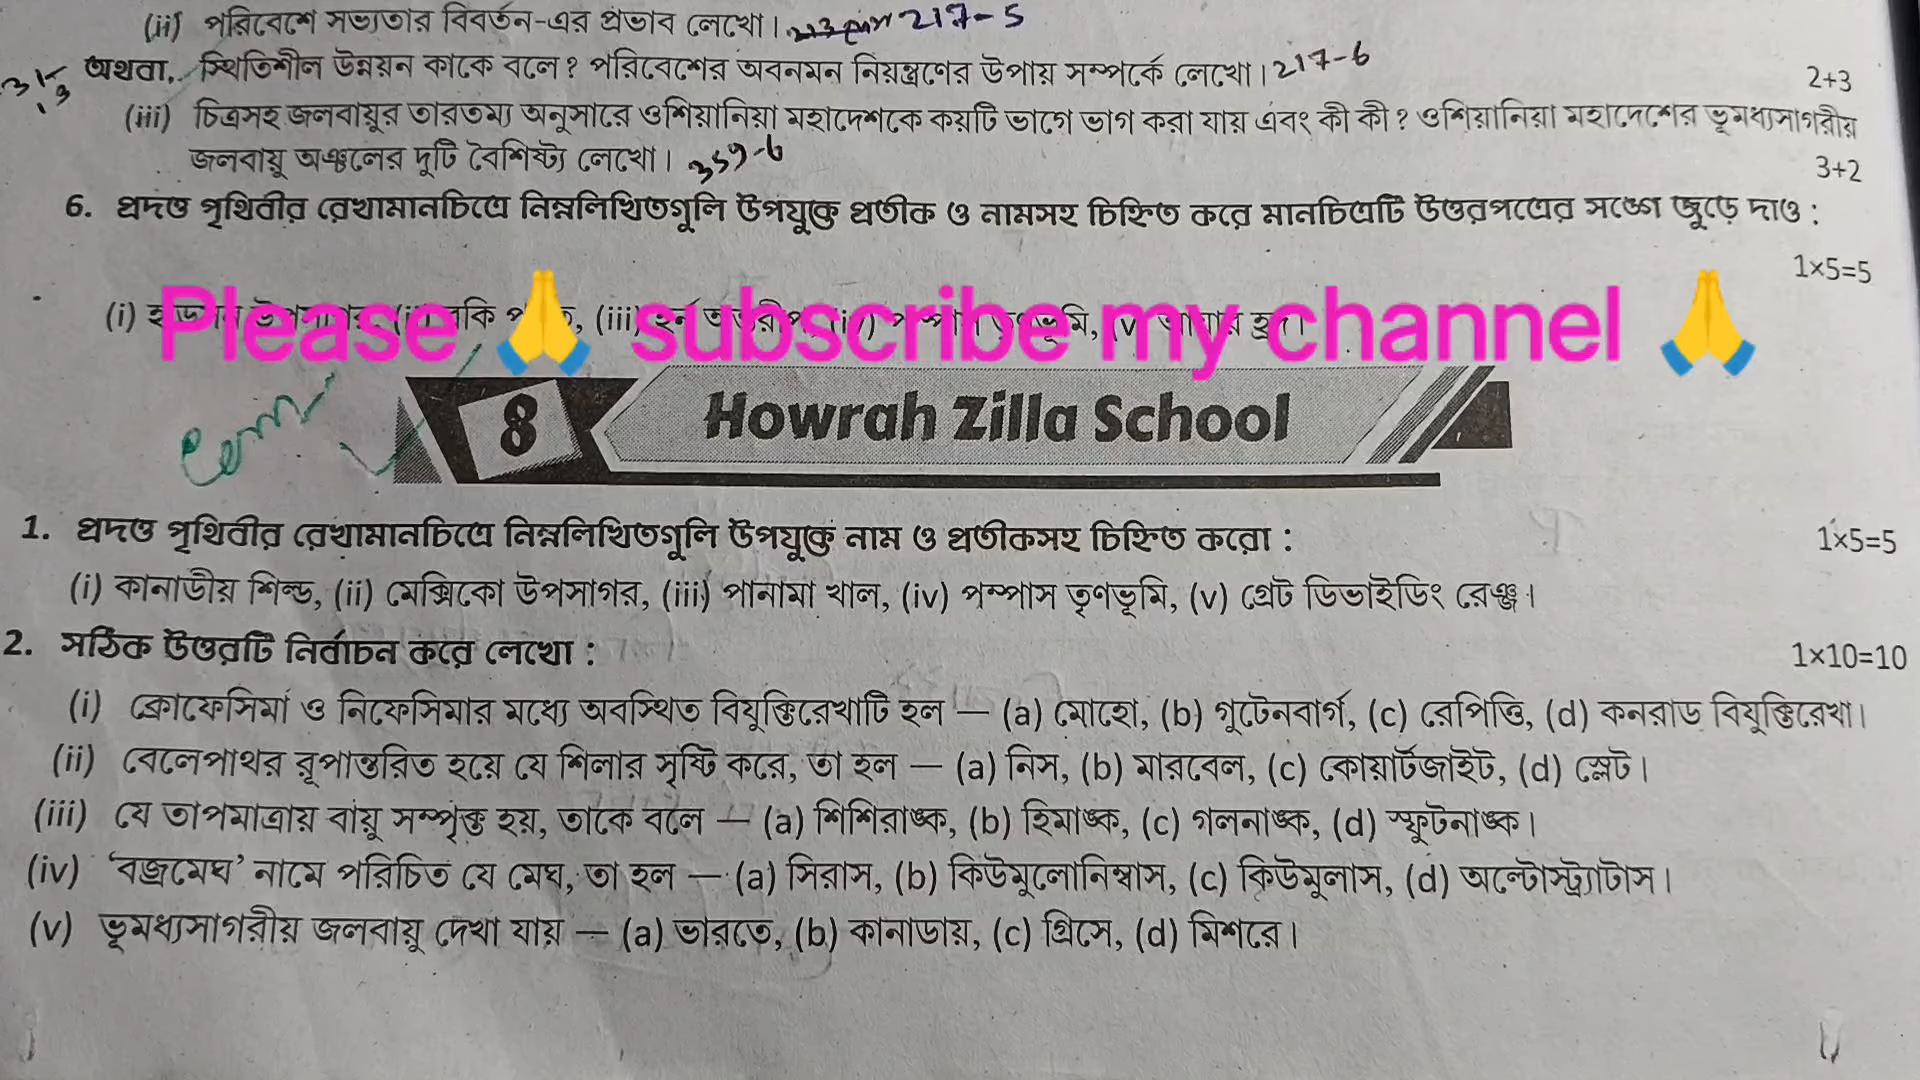 (ii) পরিবেশে সভ্যতার বিবর্তন-এর প্রভাব লেখো। 217-5
অথবা, স্থিতিশীল উন্নয়ন কাকে বলে? পরিবেশের অবনমন নিয়ন্ত্রণের উপায় সম্পর্কে লেখো। 217-6
2+3
(iii) চিত্রসহ জলবায়ুর তারতম্য অনুসারে ওশিয়ানিয়া মহাদেশকে কয়টি ভাগে ভাগ করা যায় এবং কী কী? ওশিয়ানিয়া মহাদেশের ভূমধ্যসাগরীয়
জলবায়ু অঞ্চলের দুটি বৈশিষ্ট্য লেখো।
3+2
6. প্রদত্ত পৃথিবীর রেখামানচিত্রে নিম্নলিখিতগুলি উপযুক্ত প্রতীক ও নামসহ চিহ্নিত করে মানচিত্রটি উত্তরপত্রের সঙ্গে জুড়ে দাও :
1×5=5
(i) (iii)
Please 🙏 subscribe my channel 🙏
8 Howrah Zilla School
1. প্রদত্ত পৃথিবীর রেখামানচিত্রে নিম্নলিখিতগুলি উপযুক্ত নাম ও প্রতীকসহ চিহ্নিত করো : 1×5=5
(i) কানাডীয় শিল্ড, (ii) মেক্সিকো উপসাগর, (iii) পানামা খাল, (iv) পম্পাস তৃণভূমি, (v) গ্রেট ডিভাইডিং রেঞ্জ।
2. সঠিক উত্তরটি নির্বাচন করে লেখো : 1×10=10
(i) ক্রোফেসিমা ও নিফেসিমার মধ্যে অবস্থিত বিযুক্তিরেখাটি হল — (a) মোহো, (b) গুটেনবার্গ, (c) রেপিত্তি, (d) কনরাড বিযুক্তিরেখা।
(ii) বেলেপাথর রূপান্তরিত হয়ে যে শিলার সৃষ্টি করে, তা হল — (a) নিস, (b) মারবেল, (c) কোয়ার্টজাইট, (d) স্লেট।
(iii) যে তাপমাত্রায় বায়ু সম্পৃক্ত হয়, তাকে বলে — (a) শিশিরাঙ্ক, (b) হিমাঙ্ক, (c) গলনাঙ্ক, (d) স্ফুটনাঙ্ক।
(iv) ‘বজ্রমেঘ’ নামে পরিচিত যে মেঘ, তা হল — (a) সিরাস, (b) কিউমুলোনিম্বাস, (c) কিউমুলাস, (d) অল্টোস্ট্র্যাটাস।
(v) ভূমধ্যসাগরীয় জলবায়ু দেখা যায় — (a) ভারতে, (b) কানাডায়, (c) গ্রিসে, (d) মিশরে।